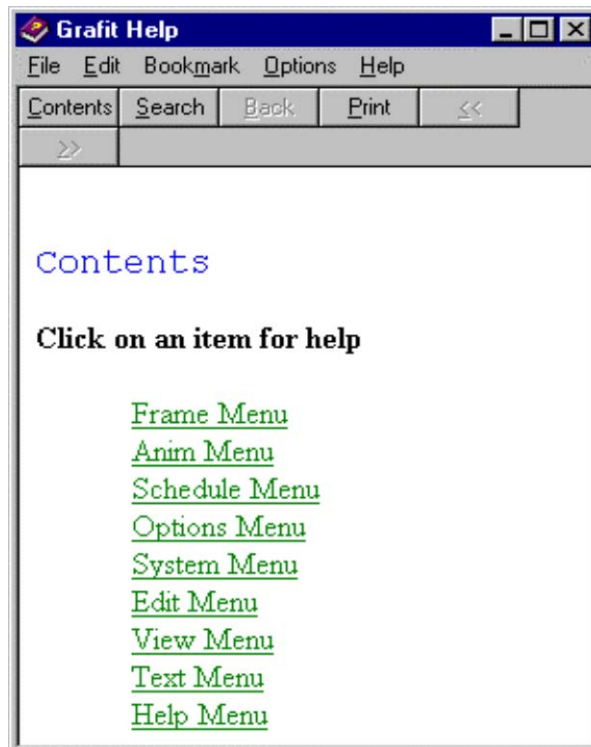 Grafit Help
File Edit Bookmark Options Help
Contents Search Back Print <<
>>
Contents
Click on an item for help
Frame Menu
Anim Menu
Schedule Menu
Options Menu
System Menu
Edit Menu
View Menu
Text Menu
Help Menu